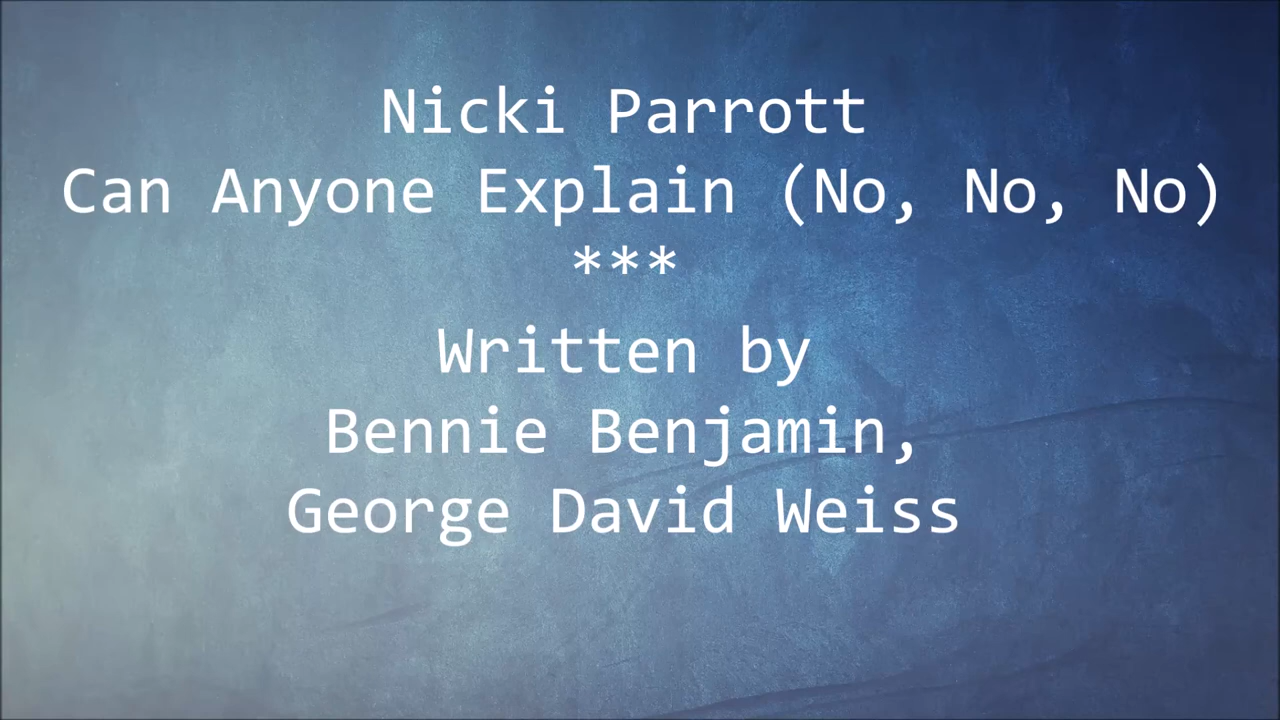 Nicki Parrott
Can Anyone Explain (No, No, No)
***
Written by
Bennie Benjamin,
George David Weiss